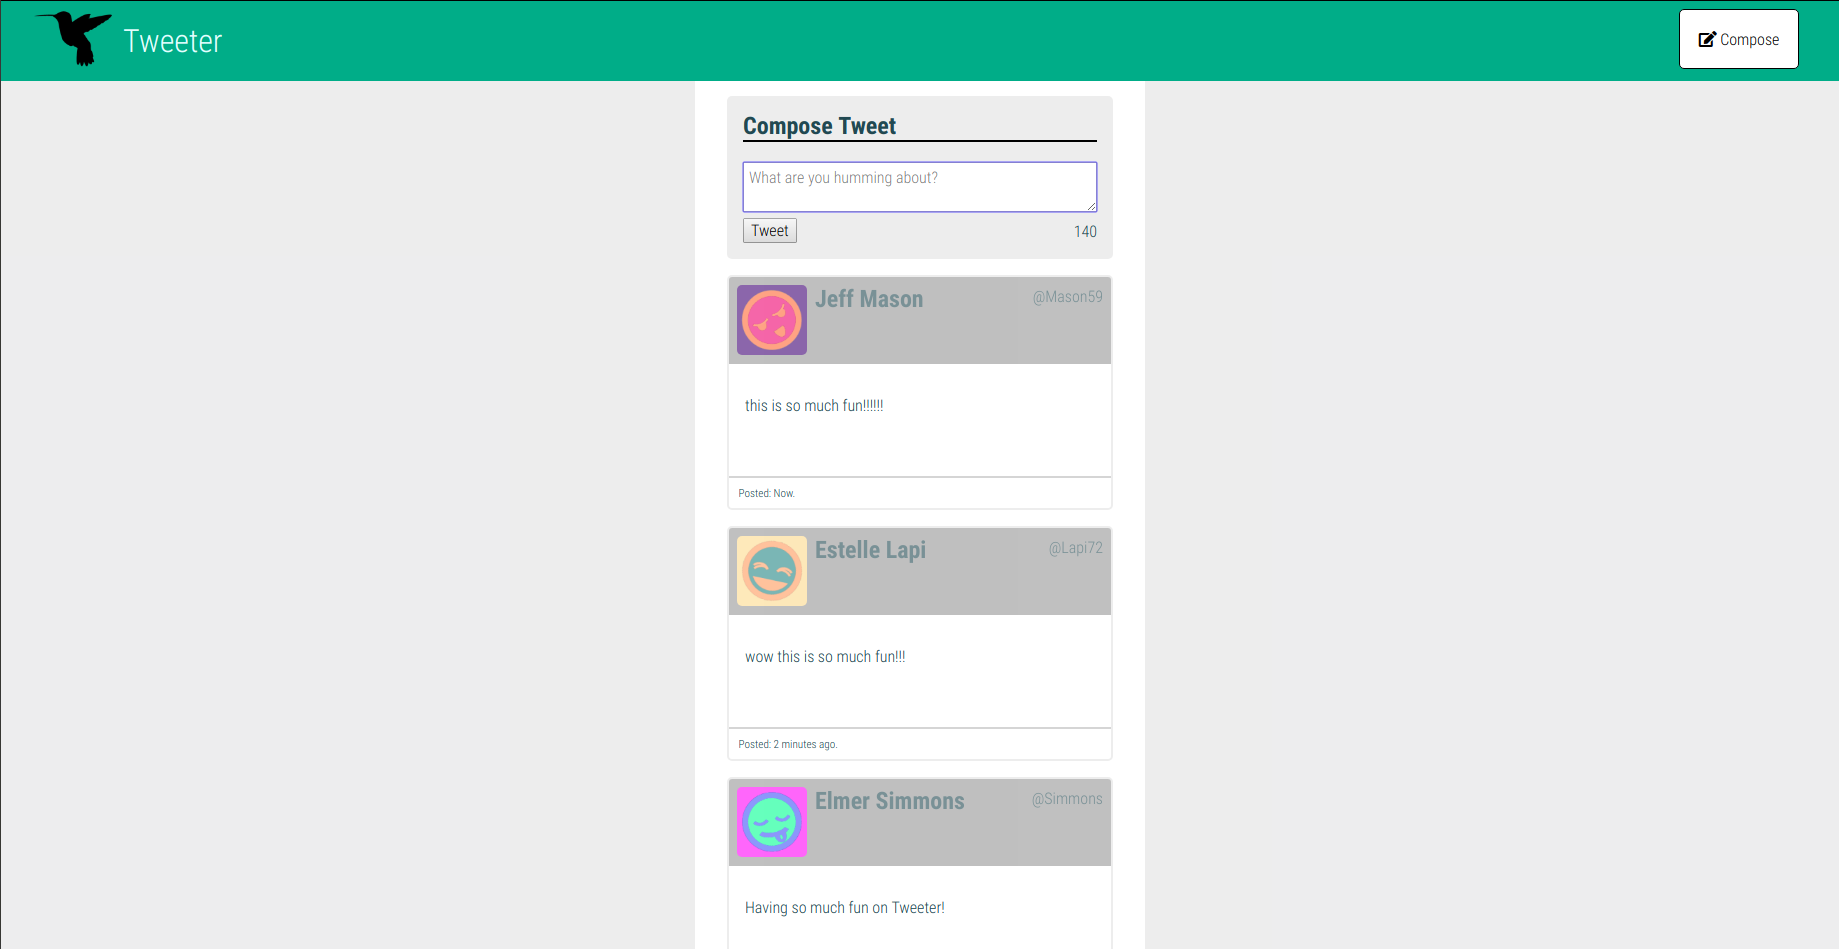 Tweeter
Compose
Compose Tweet
What are you humming about?
Tweet 140
Jeff Mason @Mason59
this is so much fun!!!!!!
Posted: Now.
Estelle Lapi @Lapi72
wow this is so much fun!!!
Posted: 2 minutes ago.
Elmer Simmons @Simmons
Having so much fun on Tweeter!